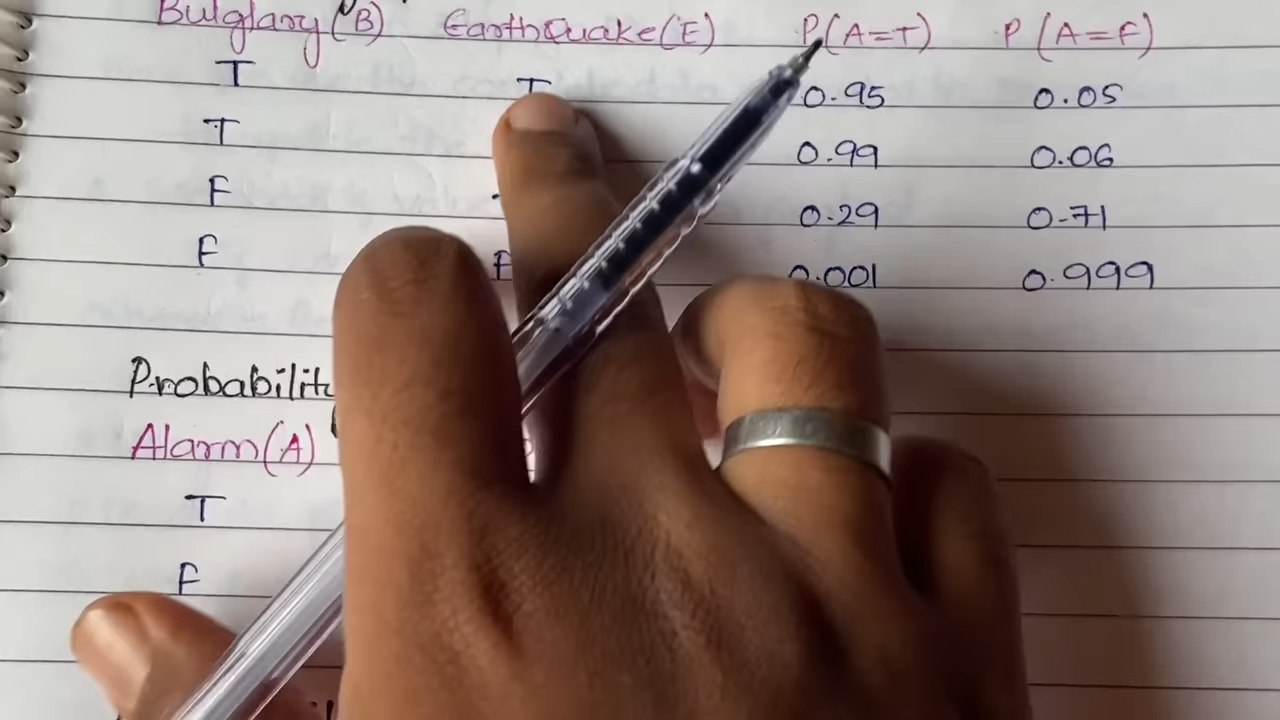 Bulglary(B) Earthquake(E) P(A=T) P(A=F)
T T 0.95 0.05
T 0.99 0.06
F 0.29 0.71
F F 0.001 0.999
Alarm(A)
T
F